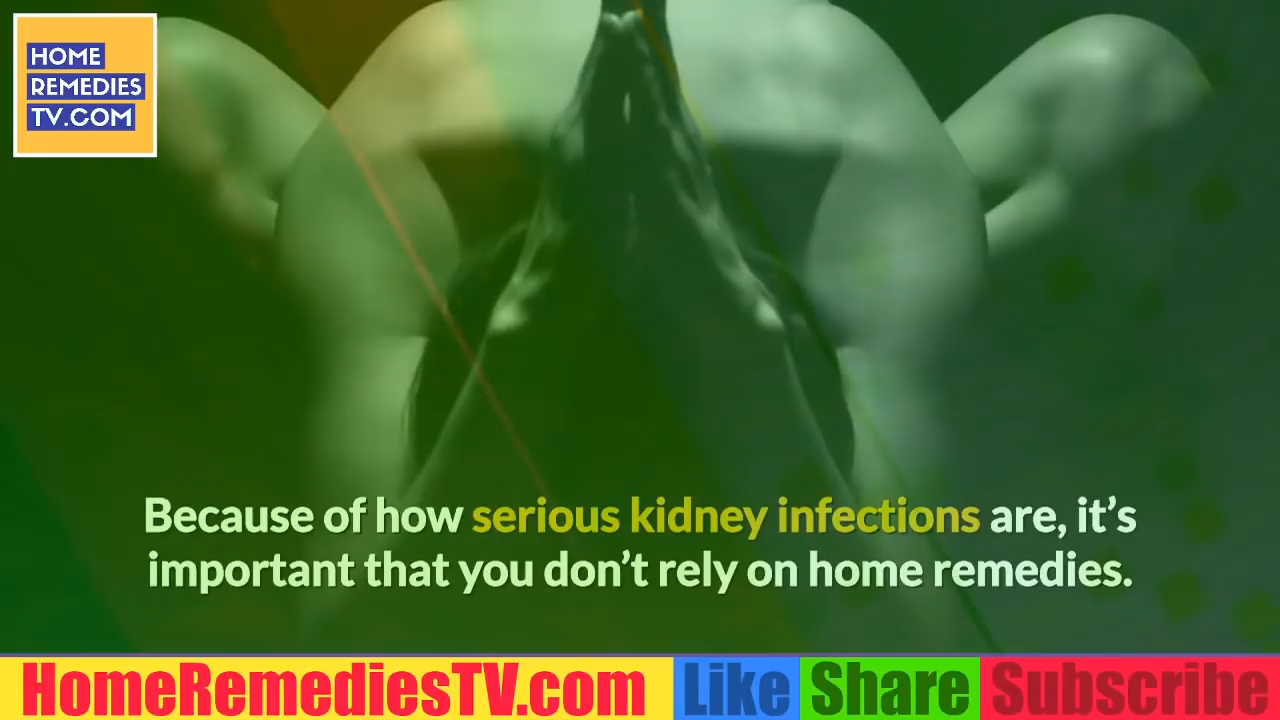 HOME
REMEDIES
TV.COM
Because of how serious kidney infections are, it’s
important that you don’t rely on home remedies.
HomeRemediesTV.com Like Share Subscribe